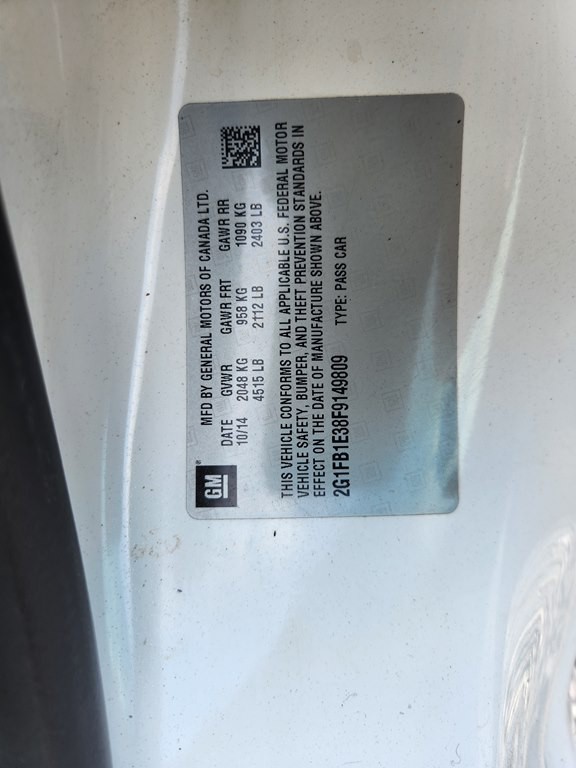 GM®
MFD BY GENERAL MOTORS OF CANADA LTD.
DATE GVWR GAWR FRT GAWR RR
10/14 2048 KG 958 KG 1090 KG
4515 LB 2112 LB 2403 LB
THIS VEHICLE CONFORMS TO ALL APPLICABLE U.S. FEDERAL MOTOR
VEHICLE SAFETY, BUMPER, AND THEFT PREVENTION STANDARDS IN
EFFECT ON THE DATE OF MANUFACTURE SHOWN ABOVE.
2G1FB1E38F9149809 TYPE: PASS CAR